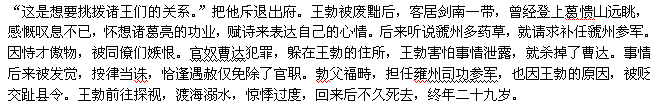 “这是想要挑拨诸王们的关系。”把他斥退出府。王勃被废黜后，客居剑南一带，曾经登上葛愦山远眺，
感慨叹息不已，怀想诸葛亮的功业，赋诗来表达自己的心情。后来听说虢州多药草，就请求补任虢州参军。
因恃才傲物，被同僚们嫉恨。官奴曹达犯罪，躲在王勃的住所，王勃害怕事情泄露，就杀掉了曹达。事情
后来被发觉，按律当诛，恰逢遇赦仅免除了官职。勃父福畤，担任雍州司功参军，也因王勃的原因，被贬
交趾县令。王勃前往探视，渡海溺水，惊悸过度，回来后不久死去，终年二十九岁。